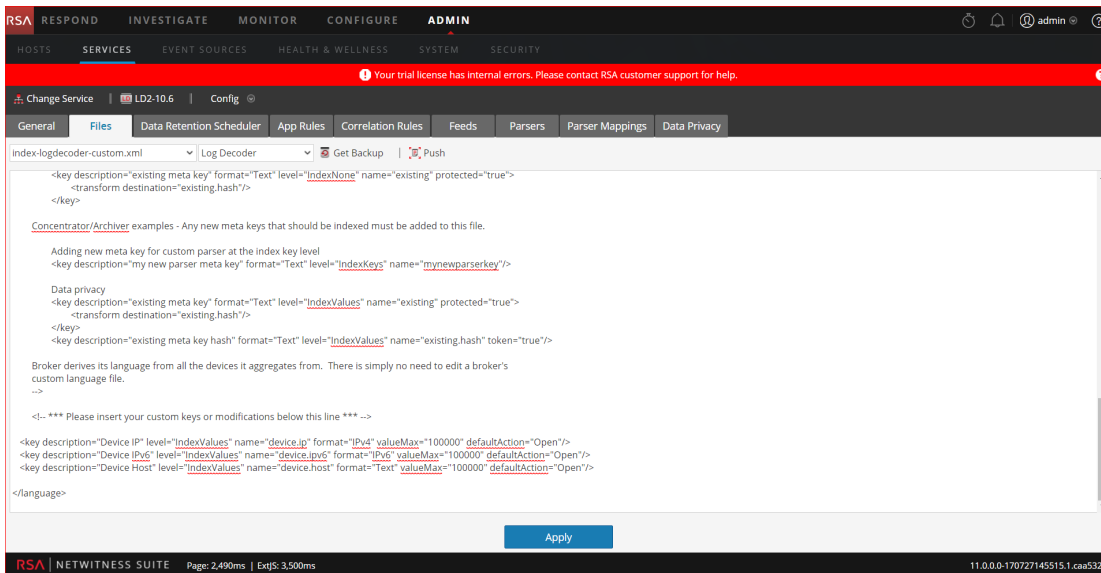 RSA RESPOND INVESTIGATE MONITOR CONFIGURE ADMIN admin
HOSTS SERVICES EVENT SOURCES HEALTH & WELLNESS SYSTEM SECURITY
Your trial license has internal errors. Please contact RSA customer support for help.
Change Service | LD2-10.6 | Config
General Files Data Retention Scheduler App Rules Correlation Rules Feeds Parsers Parser Mappings Data Privacy
index-logdecoder-custom.xml Log Decoder Get Backup | Push
<key description="existing meta key" format="Text" level="IndexNone" name="existing" protected="true">
<transform destination="existing.hash"/>
</key>
Concentrator/Archiver examples - Any new meta keys that should be indexed must be added to this file.
Adding new meta key for custom parser at the index key level
<key description="my new parser meta key" format="Text" level="IndexKeys" name="mynewparserkey"/>
Data privacy
<key description="existing meta key" format="Text" level="IndexValues" name="existing" protected="true">
<transform destination="existing.hash"/>
</key>
<key description="existing meta key hash" format="Text" level="IndexValues" name="existing.hash" token="true"/>
Broker derives its language from all the devices it aggregates from. There is simply no need to edit a broker's
custom language file.
-->
<!-- *** Please insert your custom keys or modifications below this line *** -->
<key description="Device IP" level="IndexValues" name="device.ip" format="IPv4" valueMax="100000" defaultAction="Open"/>
<key description="Device IPv6" level="IndexValues" name="device.ipv6" format="IPv6" valueMax="100000" defaultAction="Open"/>
<key description="Device Host" level="IndexValues" name="device.host" format="Text" valueMax="100000" defaultAction="Open"/>
</language>
Apply
RSA | NETWITNESS SUITE Page: 2,490ms | ExtJS: 3,500ms 11.0.0.0-170727145515.1.caa532